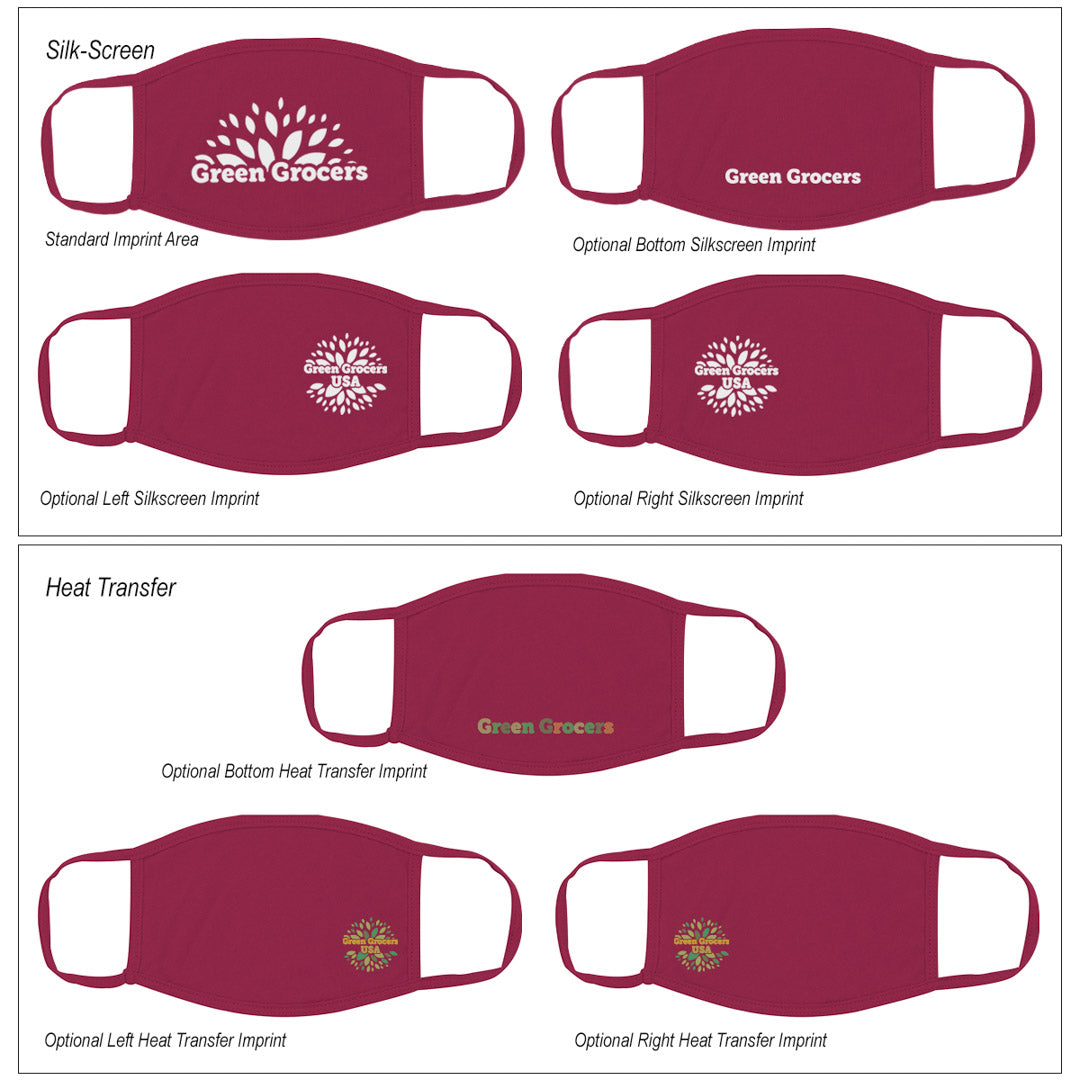 Silk-Screen
Green Grocers
Standard Imprint Area
Green Grocers
Optional Bottom Silkscreen Imprint
Green Grocers
USA
Optional Left Silkscreen Imprint
Green Grocers
USA
Optional Right Silkscreen Imprint
Heat Transfer
Green Grocers
Optional Bottom Heat Transfer Imprint
Green Grocers
USA
Optional Left Heat Transfer Imprint
Green Grocers
USA
Optional Right Heat Transfer Imprint